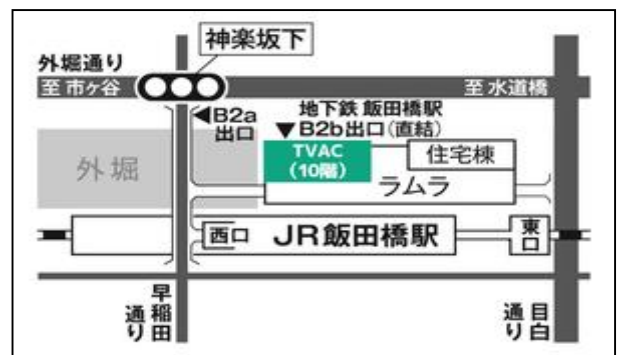 神楽坂下
外堀通り
至 市ヶ谷
至 水道橋
◀B2a
出口
地下鉄 飯田橋駅
▼B2b出口(直結)
TVAC
(10階)
住宅棟
ラムラ
外堀
西口
JR飯田橋駅
東口
早稲田通り
目白通り